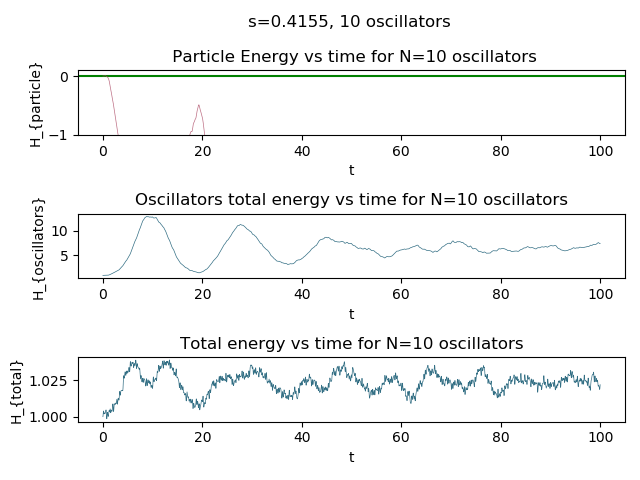 s=0.4155, 10 oscillators
Particle Energy vs time for N=10 oscillators
H_{particle}
0
−1
0 20 40 60 80 100
t
Oscillators total energy vs time for N=10 oscillators
H_{oscillators}
10
5
0 20 40 60 80 100
t
Total energy vs time for N=10 oscillators
H_{total}
1.025
1.000
0 20 40 60 80 100
t